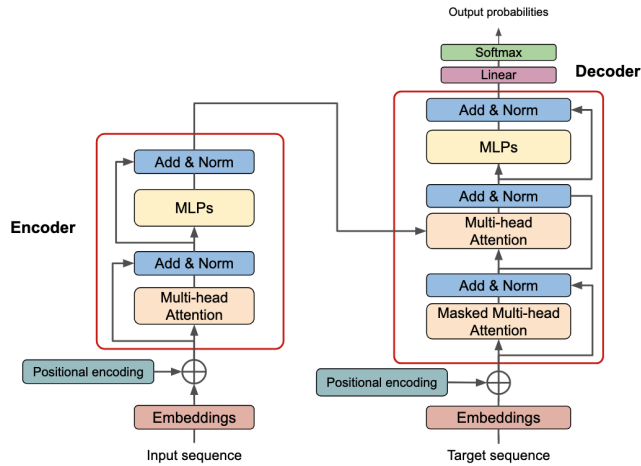 Output probabilities
Softmax
Linear
Decoder
Add & Norm
MLPs
Add & Norm
Multi-head
Attention
Add & Norm
Masked Multi-head
Attention
Positional encoding
Embeddings
Target sequence
Encoder
Add & Norm
MLPs
Add & Norm
Multi-head
Attention
Positional encoding
Embeddings
Input sequence